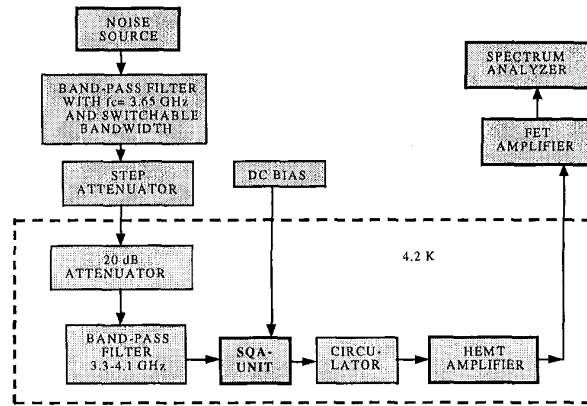 NOISE
SOURCE
BAND-PASS FILTER
WITH fc= 3.65 GHz
AND SWITCHABLE
BANDWIDTH
STEP
ATTENUATOR
DC BIAS
SPECTRUM
ANALYZER
FET
AMPLIFIER
20 dB
ATTENUATOR
4.2 K
BAND-PASS
FILTER
3.3-4.1 GHz
SQA-
UNIT
CIRCU-
LATOR
HEMT
AMPLIFIER